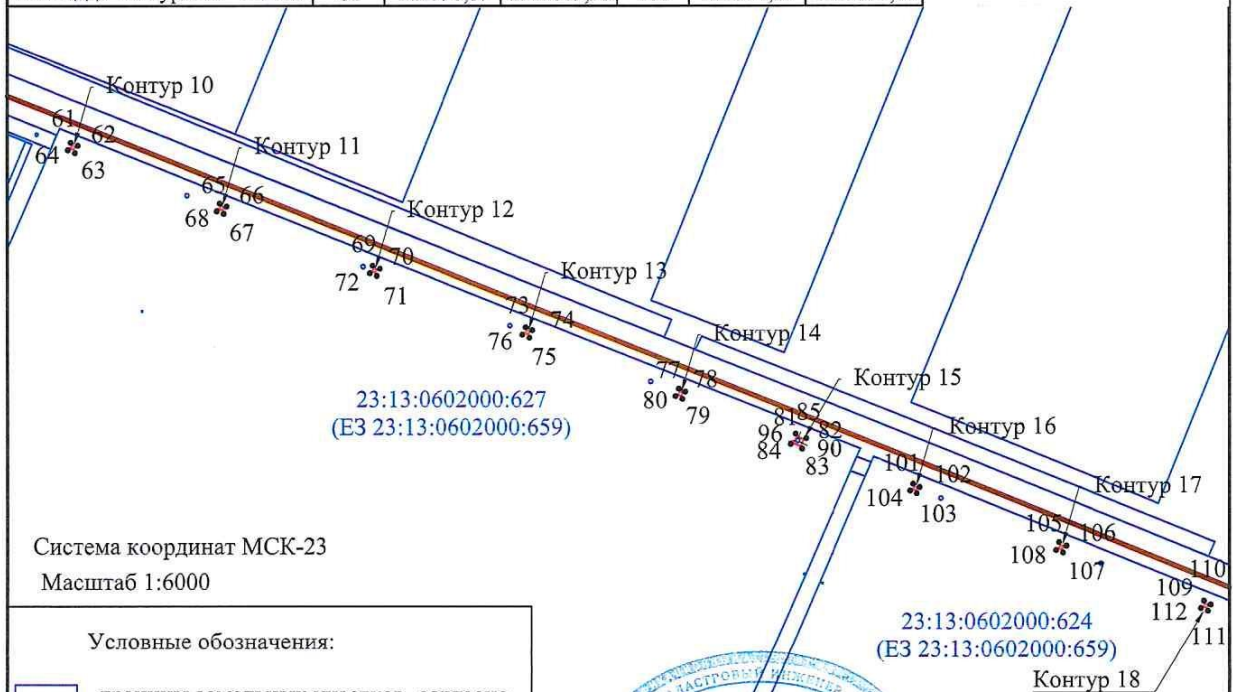 Контур 10
61 62
64 63
Контур 11
65 66
68 67
Контур 12
69 70
72 71
Контур 13
73 74
76 75
Контур 14
77 78
80 79
Контур 15
81 85
96 82
84 83 90
Контур 16
101 102
104 103
Контур 17
105 106
108 107
110
109
112 111
Контур 18
23:13:0602000:627
(ЕЗ 23:13:0602000:659)
Система координат МСК-23
Масштаб 1:6000
23:13:0602000:624
(ЕЗ 23:13:0602000:659)
Условные обозначения:
КАДАСТРОВЫЙ ИНЖЕНЕР